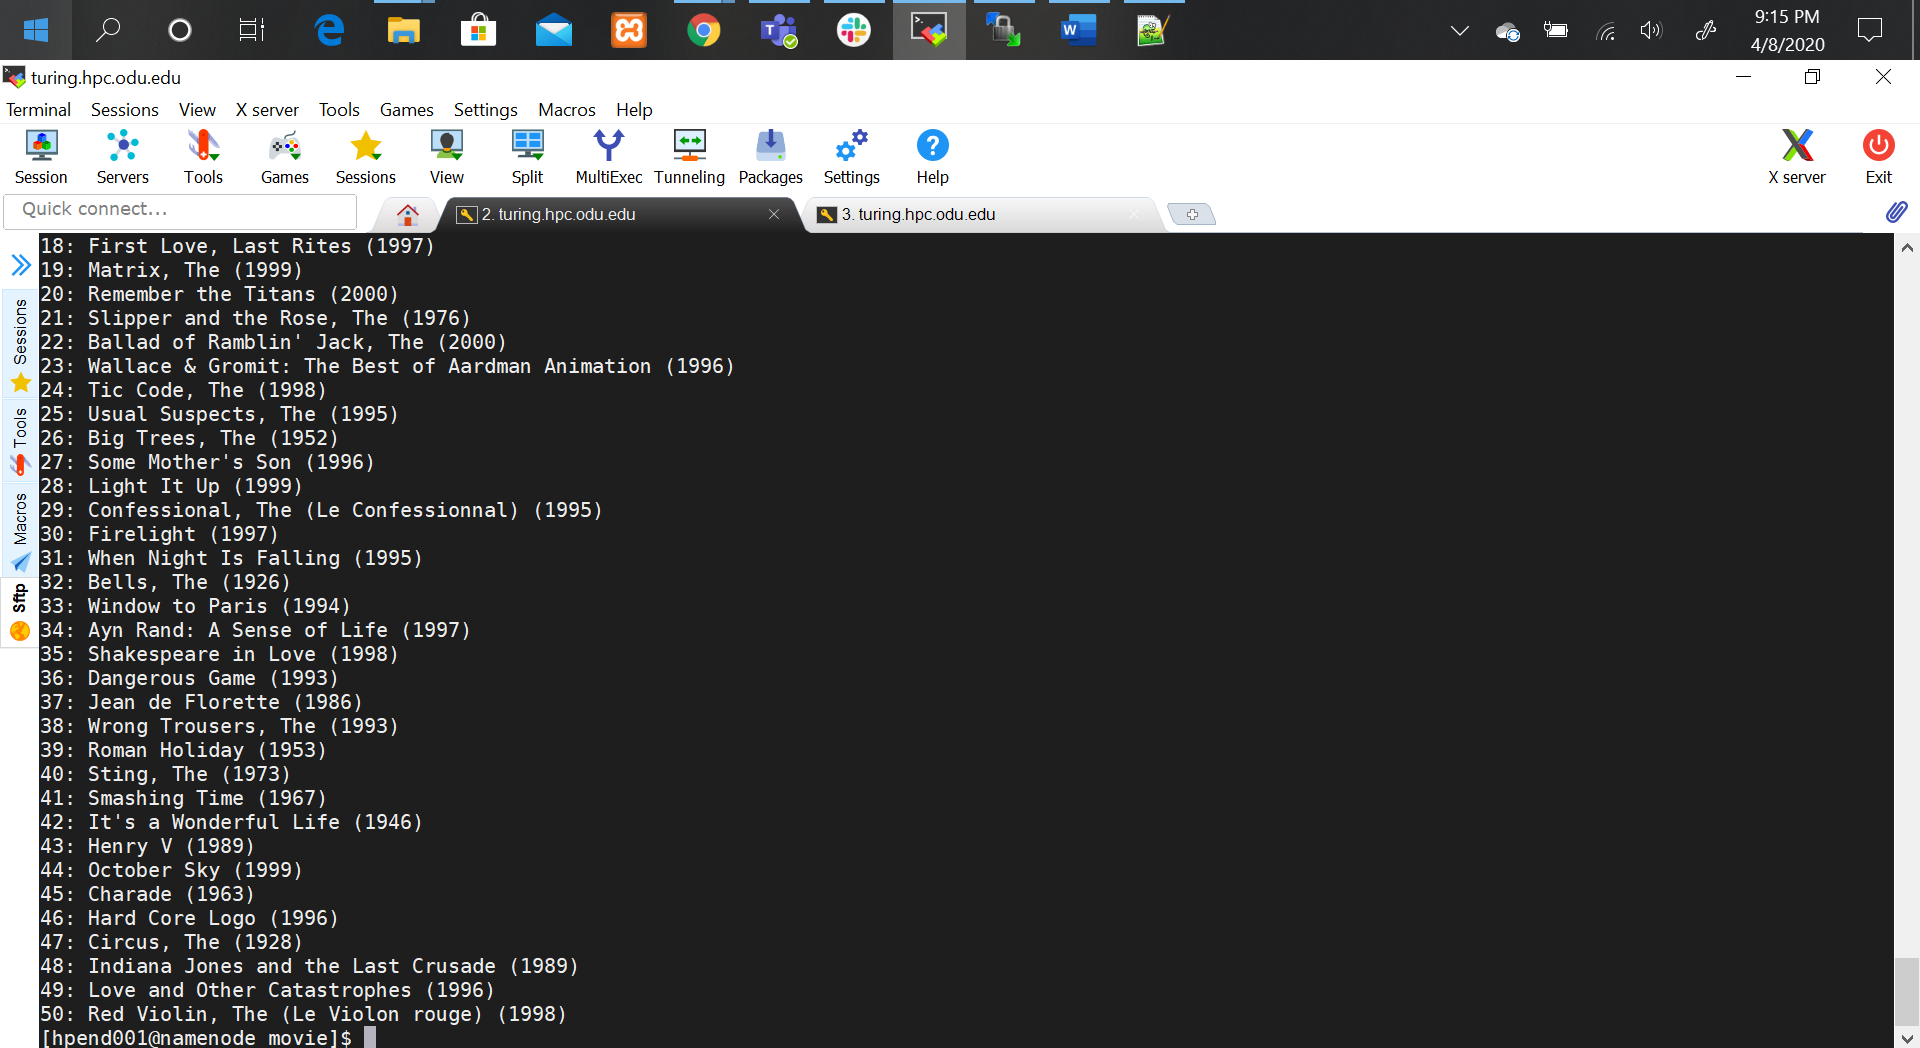 9:15 PM
4/8/2020
turing.hpc.odu.edu
Terminal Sessions View X server Tools Games Settings Macros Help
Session Servers Tools Games Sessions View Split MultiExec Tunneling Packages Settings Help X server Exit
Quick connect...
2. turing.hpc.odu.edu
3. turing.hpc.odu.edu
Sessions
Tools
Macros
Sftp
18: First Love, Last Rites (1997)
19: Matrix, The (1999)
20: Remember the Titans (2000)
21: Slipper and the Rose, The (1976)
22: Ballad of Ramblin' Jack, The (2000)
23: Wallace & Gromit: The Best of Aardman Animation (1996)
24: Tic Code, The (1998)
25: Usual Suspects, The (1995)
26: Big Trees, The (1952)
27: Some Mother's Son (1996)
28: Light It Up (1999)
29: Confessional, The (Le Confessionnal) (1995)
30: Firelight (1997)
31: When Night Is Falling (1995)
32: Bells, The (1926)
33: Window to Paris (1994)
34: Ayn Rand: A Sense of Life (1997)
35: Shakespeare in Love (1998)
36: Dangerous Game (1993)
37: Jean de Florette (1986)
38: Wrong Trousers, The (1993)
39: Roman Holiday (1953)
40: Sting, The (1973)
41: Smashing Time (1967)
42: It's a Wonderful Life (1946)
43: Henry V (1989)
44: October Sky (1999)
45: Charade (1963)
46: Hard Core Logo (1996)
47: Circus, The (1928)
48: Indiana Jones and the Last Crusade (1989)
49: Love and Other Catastrophes (1996)
50: Red Violin, The (Le Violon rouge) (1998)
[hpend001@namenode movie]$